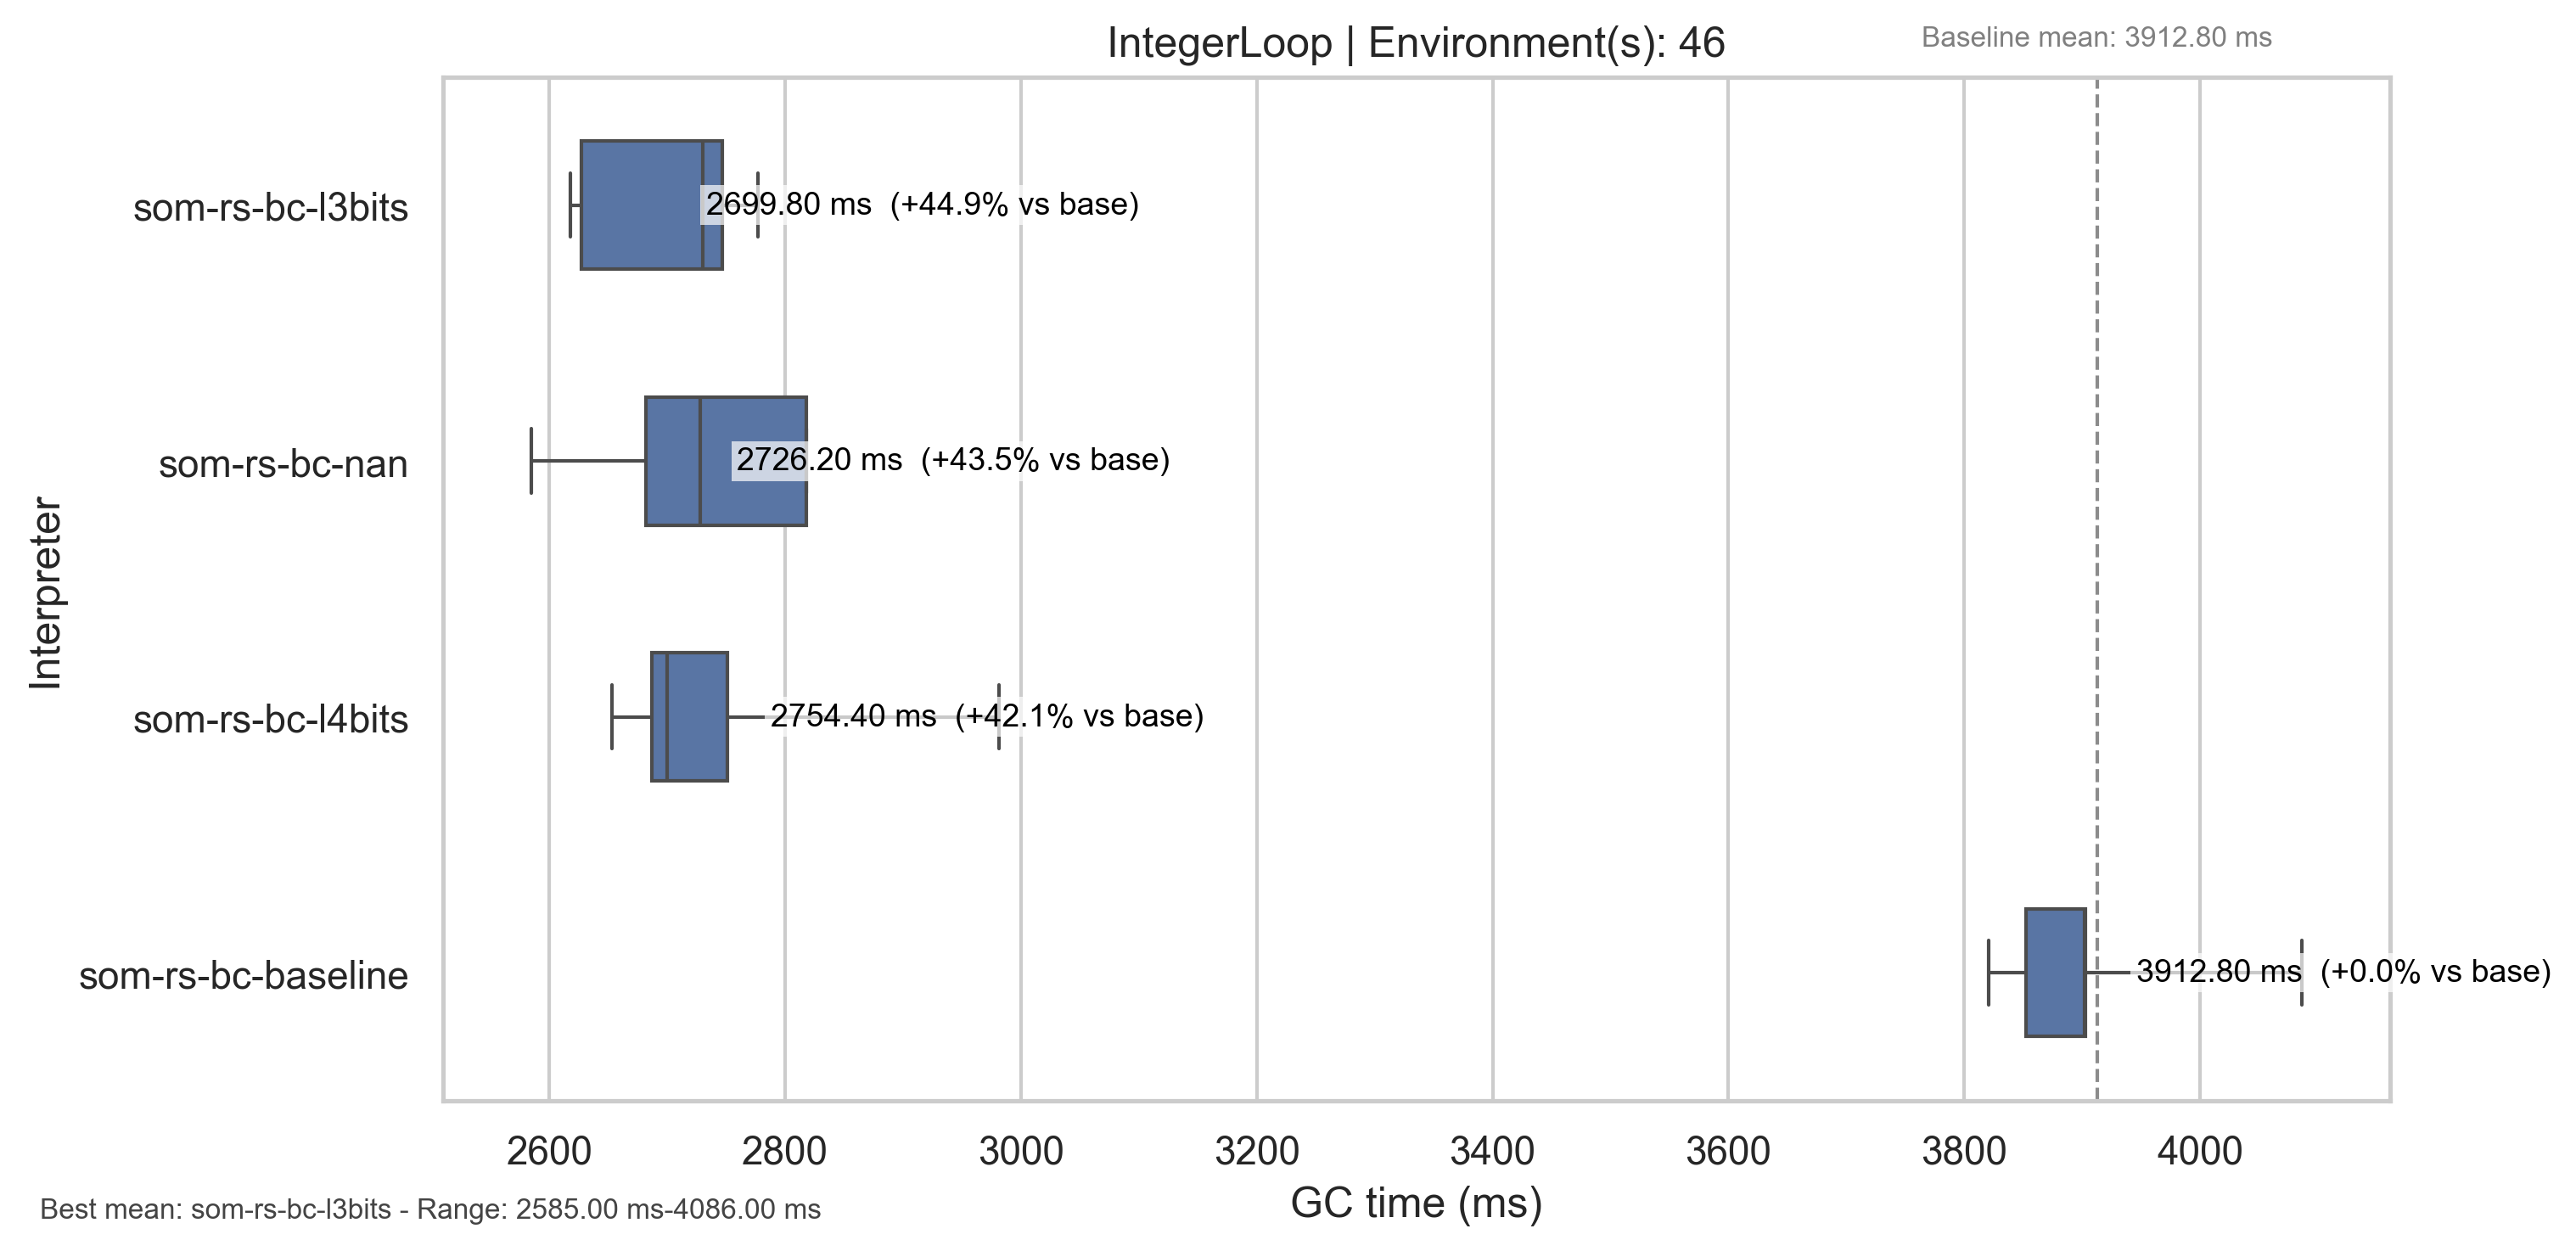 IntegerLoop | Environment(s): 46
Baseline mean: 3912.80 ms
som-rs-bc-l3bits
2699.80 ms  (+44.9% vs base)
som-rs-bc-nan
2726.20 ms  (+43.5% vs base)
Interpreter
som-rs-bc-l4bits
2754.40 ms  (+42.1% vs base)
som-rs-bc-baseline
3912.80 ms  (+0.0% vs base)
2600 2800 3000 3200 3400 3600 3800 4000
GC time (ms)
Best mean: som-rs-bc-l3bits - Range: 2585.00 ms-4086.00 ms